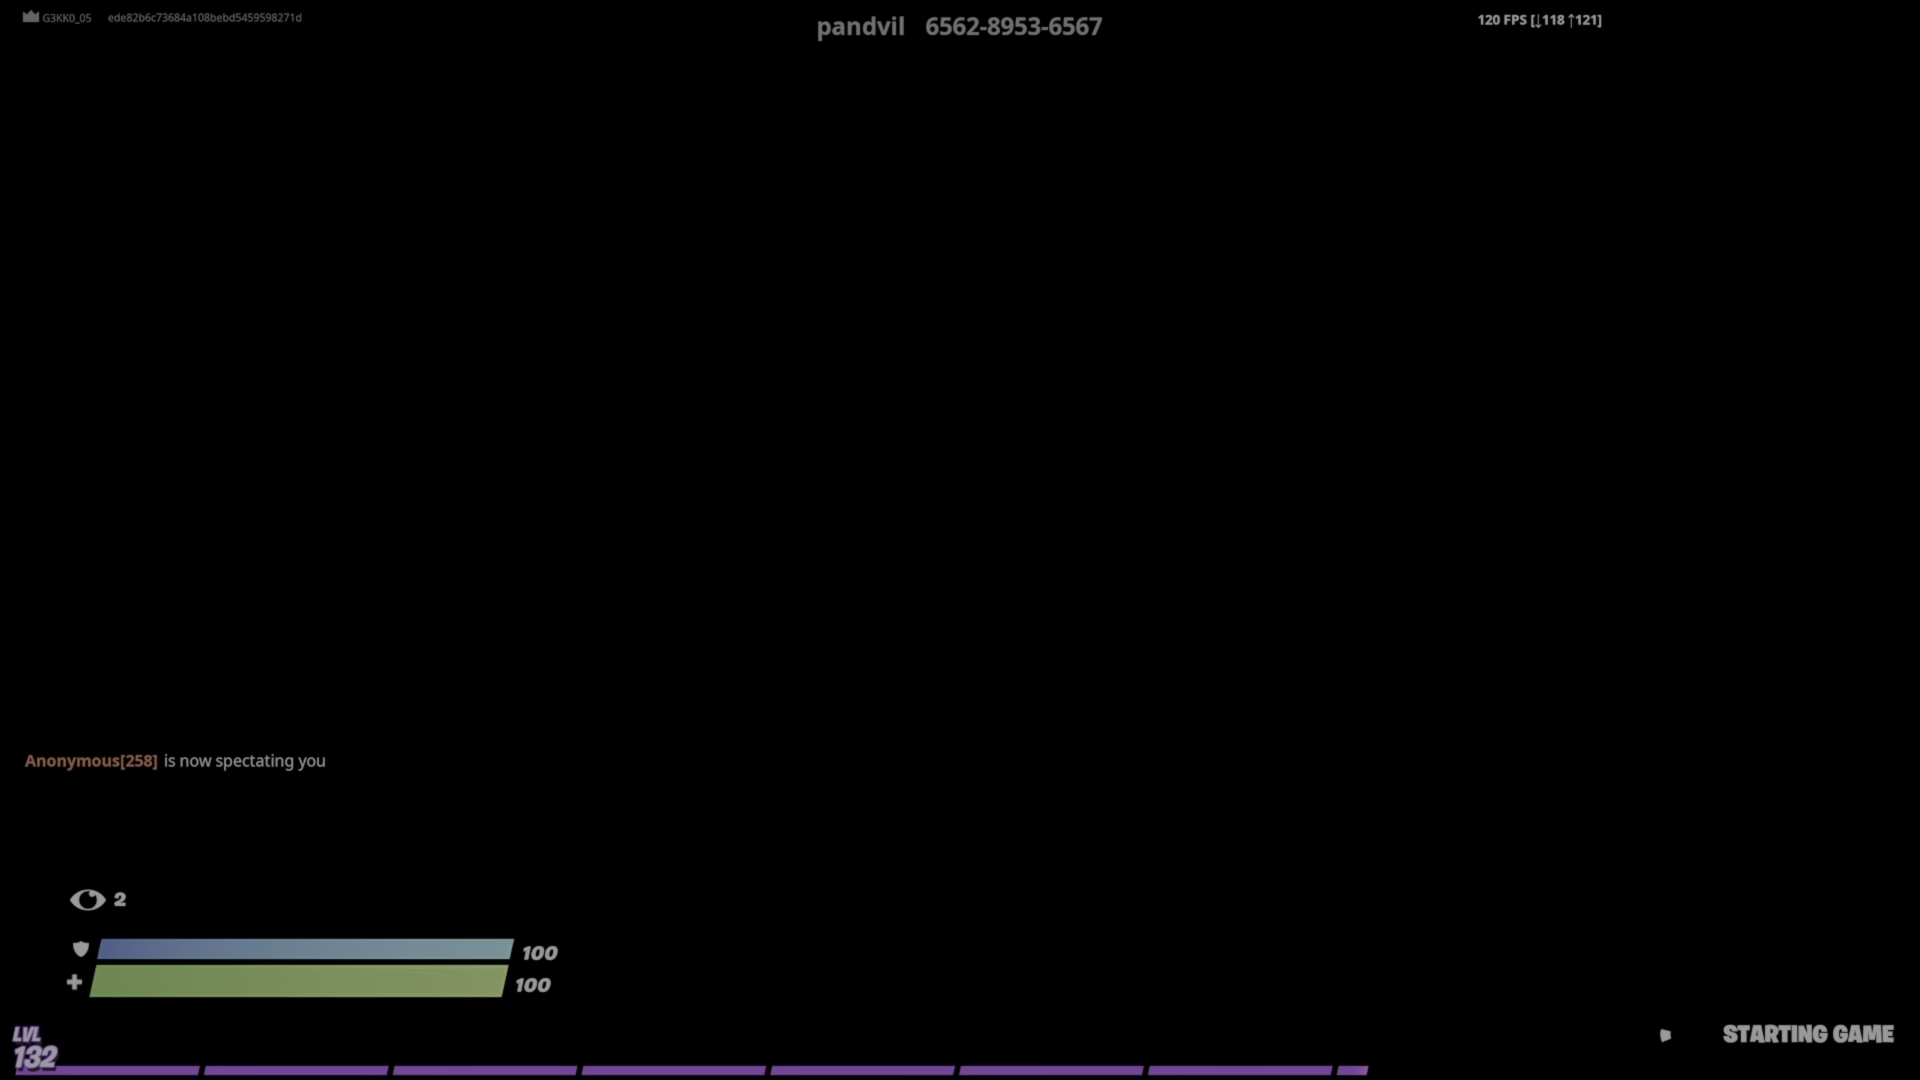 G3KK0_05 ede82b6c73684a108bebd5459598271d
pandvil 6562-8953-6567
120 FPS [↓118 ↑121]
Anonymous[258] is now spectating you
2
100
100
LVL
132
STARTING GAME